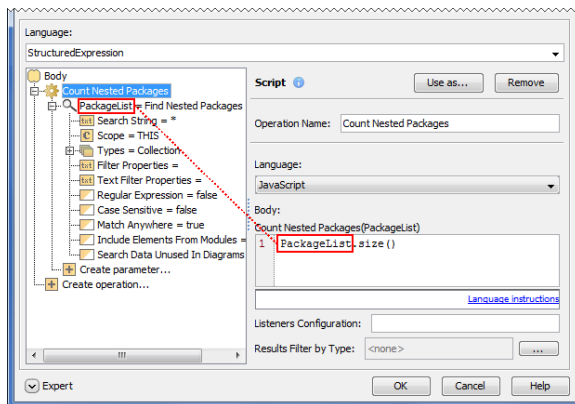 Language:
StructuredExpression
Body
Count Nested Packages
PackageList = Find Nested Packages
Search String = *
Scope = THIS
Types = Collection
Filter Properties =
Text Filter Properties =
Regular Expression = false
Case Sensitive = false
Match Anywhere = true
Include Elements From Modules =
Search Data Unused In Diagrams
Create parameter...
Create operation...
Script
Use as...
Remove
Operation Name: Count Nested Packages
Language:
JavaScript
Body:
Count Nested Packages(PackageList)
1 PackageList.size()
Language instructions
Listeners Configuration:
Results Filter by Type: <none> ...
Expert
OK
Cancel
Help